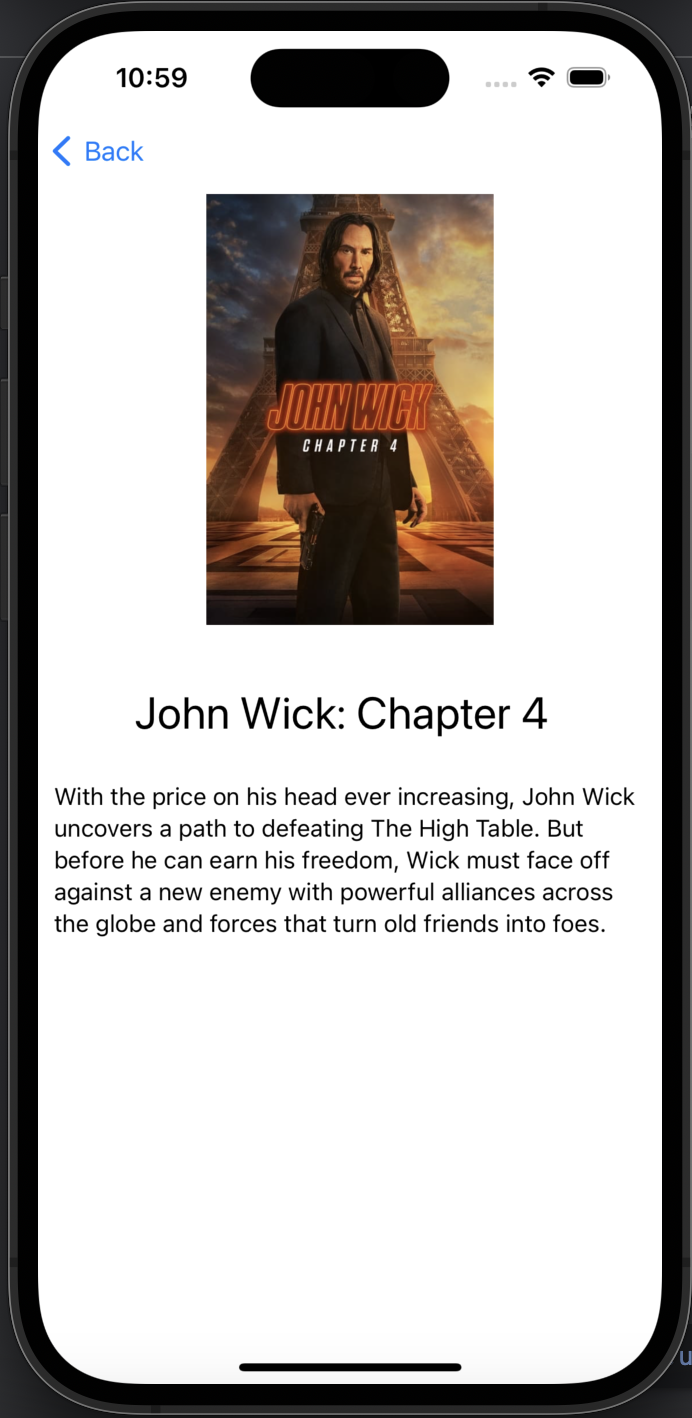 10:59
Back
JOHN WICK
CHAPTER 4
John Wick: Chapter 4
With the price on his head ever increasing, John Wick
uncovers a path to defeating The High Table. But
before he can earn his freedom, Wick must face off
against a new enemy with powerful alliances across
the globe and forces that turn old friends into foes.